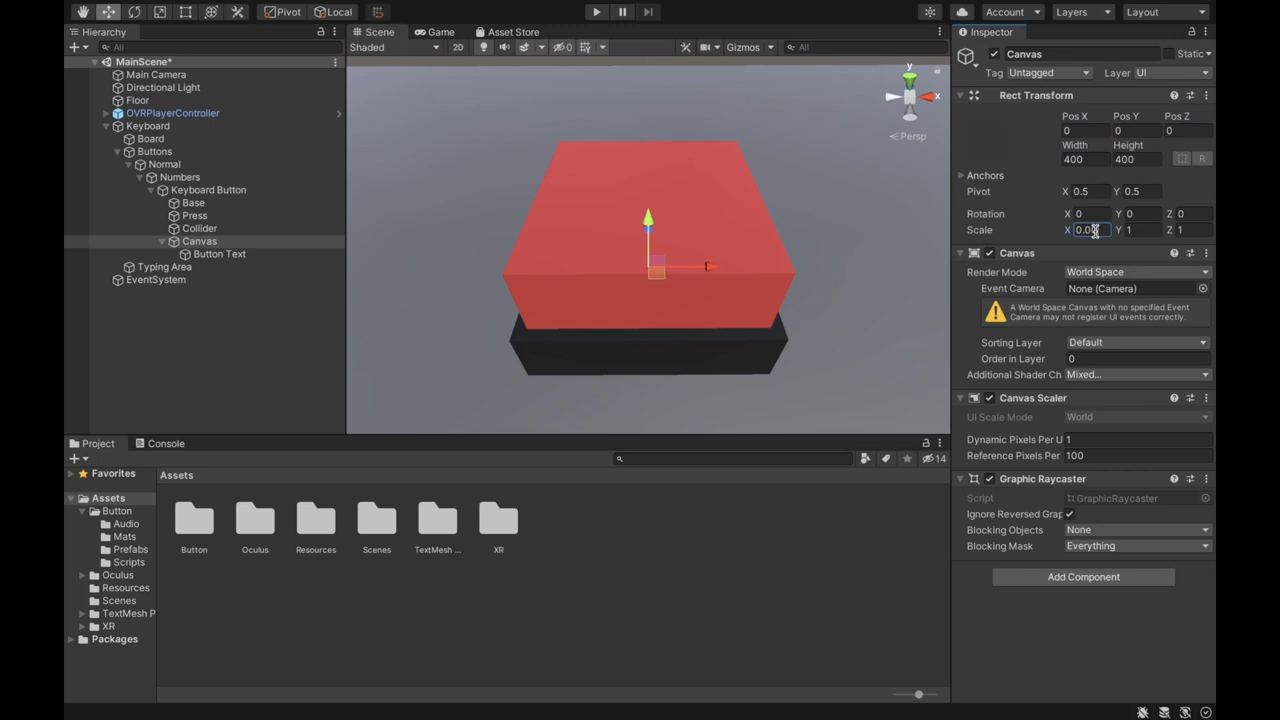 Pivot Local Account Layers Layout
Hierarchy
All
MainScene*
Main Camera
Directional Light
Floor
OVRPlayerController
Keyboard
Board
Buttons
Normal
Numbers
Keyboard Button
Base
Press
Collider
Canvas
Button Text
Typing Area
EventSystem
Scene Game Asset Store
Shaded 2D 0 Gizmos All
y
x
Persp
Inspector
Canvas Static
Tag Untagged Layer UI
Rect Transform
Pos X Pos Y Pos Z
0 0 0
Width Height
400 400 R
Anchors
Pivot X 0.5 Y 0.5
Rotation X 0 Y 0 Z 0
Scale X Y 1 Z 1
Canvas
Render Mode World Space
Event Camera None (Camera)
A World Space Canvas with no specified Event
Camera may not register UI events correctly.
Sorting Layer Default
Order in Layer 0
Additional Shader Ch Mixed...
Canvas Scaler
UI Scale Mode World
Dynamic Pixels Per U 1
Reference Pixels Per 100
Graphic Raycaster
Script GraphicRaycaster
Ignore Reversed Grap
Blocking Objects None
Blocking Mask Everything
Add Component
Project Console
14
Favorites
Assets
Button
Audio
Mats
Prefabs
Scripts
Oculus
Resources
Scenes
TextMesh P
XR
Packages
Assets
Button Oculus Resources Scenes TextMesh ... XR